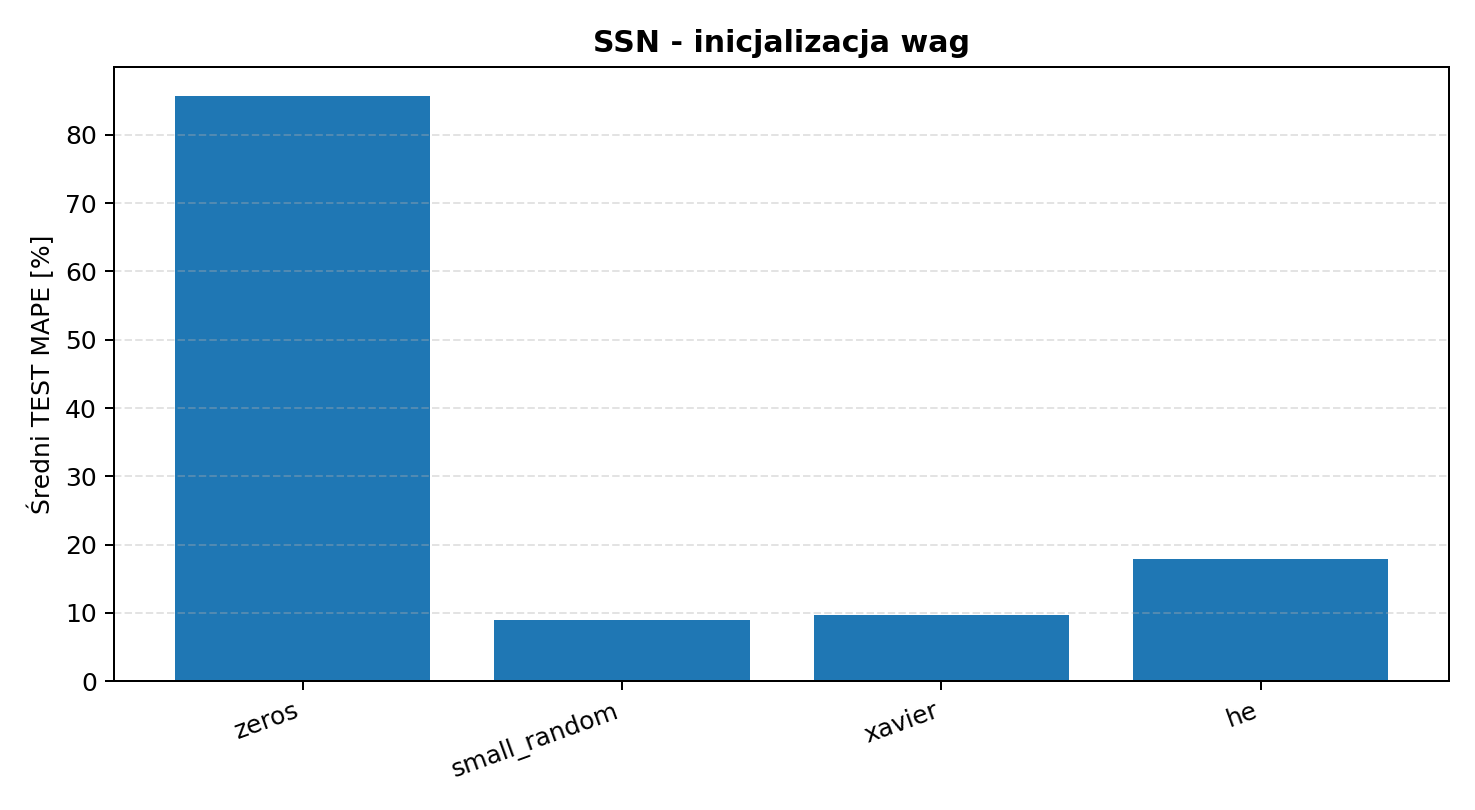 SSN - inicjalizacja wag
Średni TEST MAPE [%]
80
70
60
50
40
30
20
10
0
zeros
small_random
xavier
he